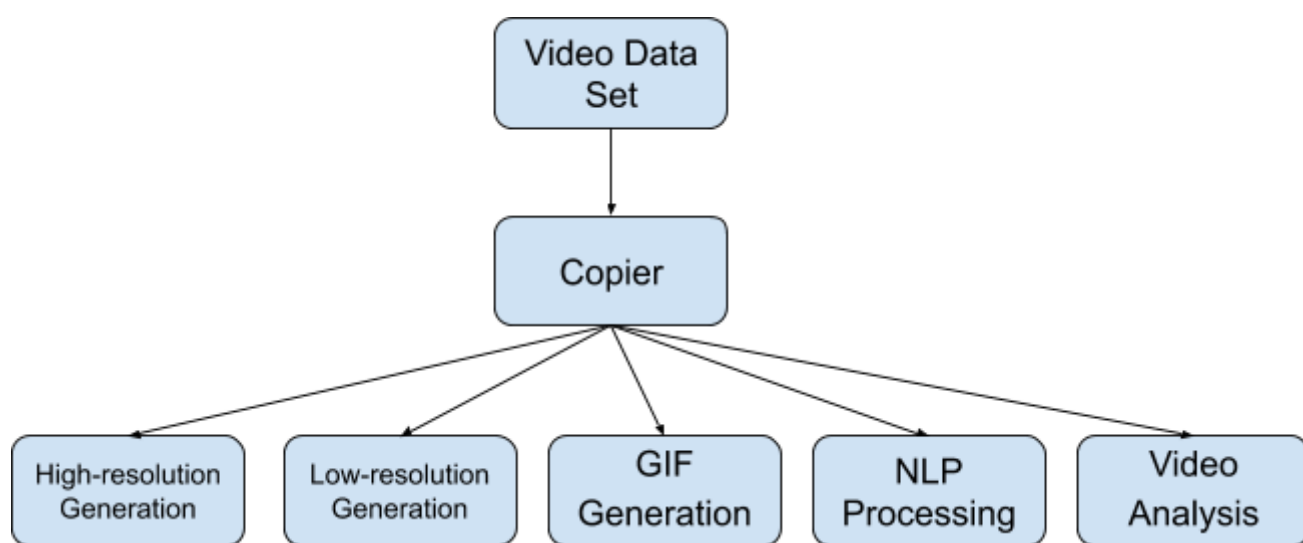 Video Data
Set
Copier
High-resolution
Generation
Low-resolution
Generation
GIF
Generation
NLP
Processing
Video
Analysis